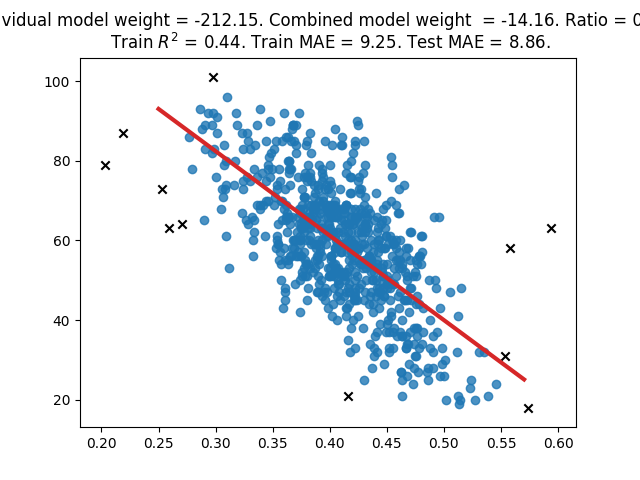 vidual model weight = -212.15. Combined model weight = -14.16. Ratio = 0
Train R² = 0.44. Train MAE = 9.25. Test MAE = 8.86.
100
80
60
40
20
0.20 0.25 0.30 0.35 0.40 0.45 0.50 0.55 0.60